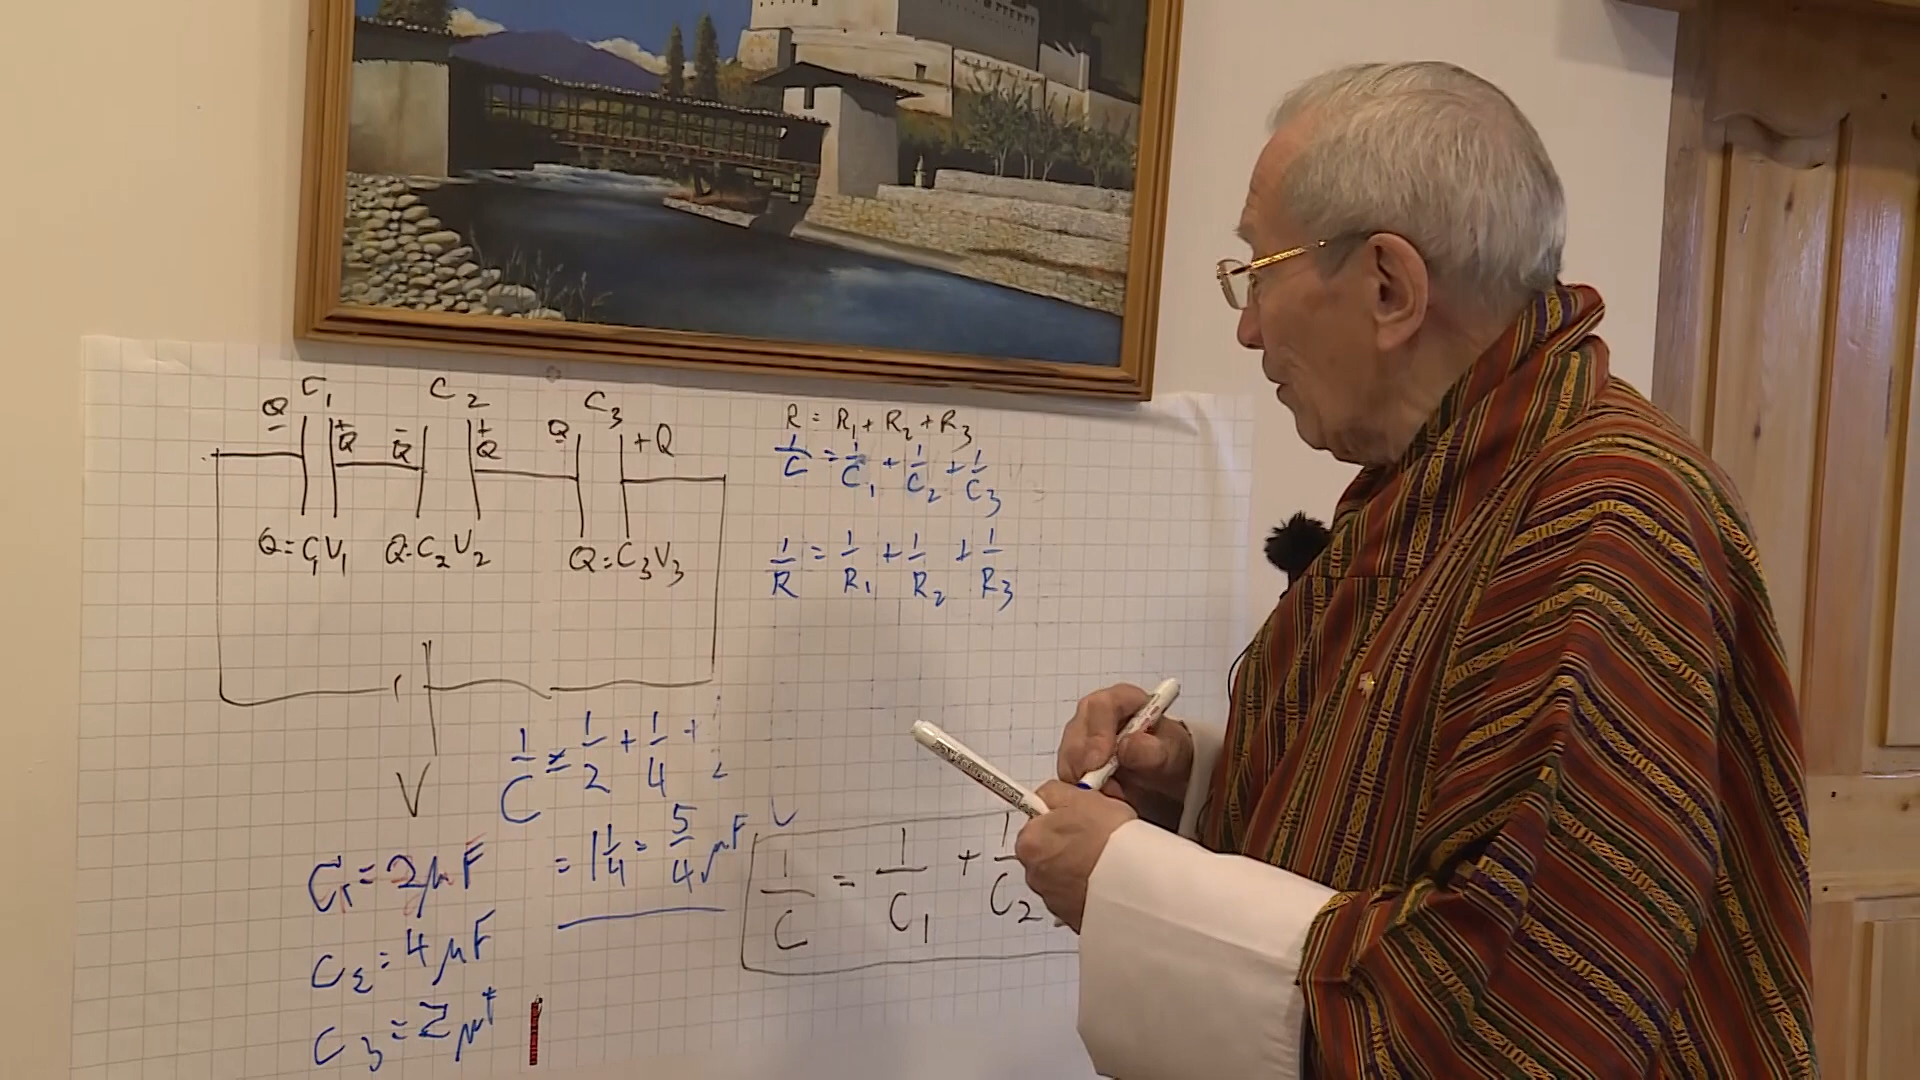 C₁ C₂ C₃
Q +Q -Q +Q Q +Q
Q = C₁V₁ Q = C₂V₂ Q = C₃V₃
V
R = R₁ + R₂ + R₃
1/C = 1/C₁ + 1/C₂ + 1/C₃
1/R = 1/R₁ + 1/R₂ + 1/R₃
1/C = 1/2 + 1/4 +
= 1 1/4 = 5/4 μF
C₁ = 2μF
C₂ = 4μF
C₃ = 2μF
1/C = 1/C₁ + 1/C₂